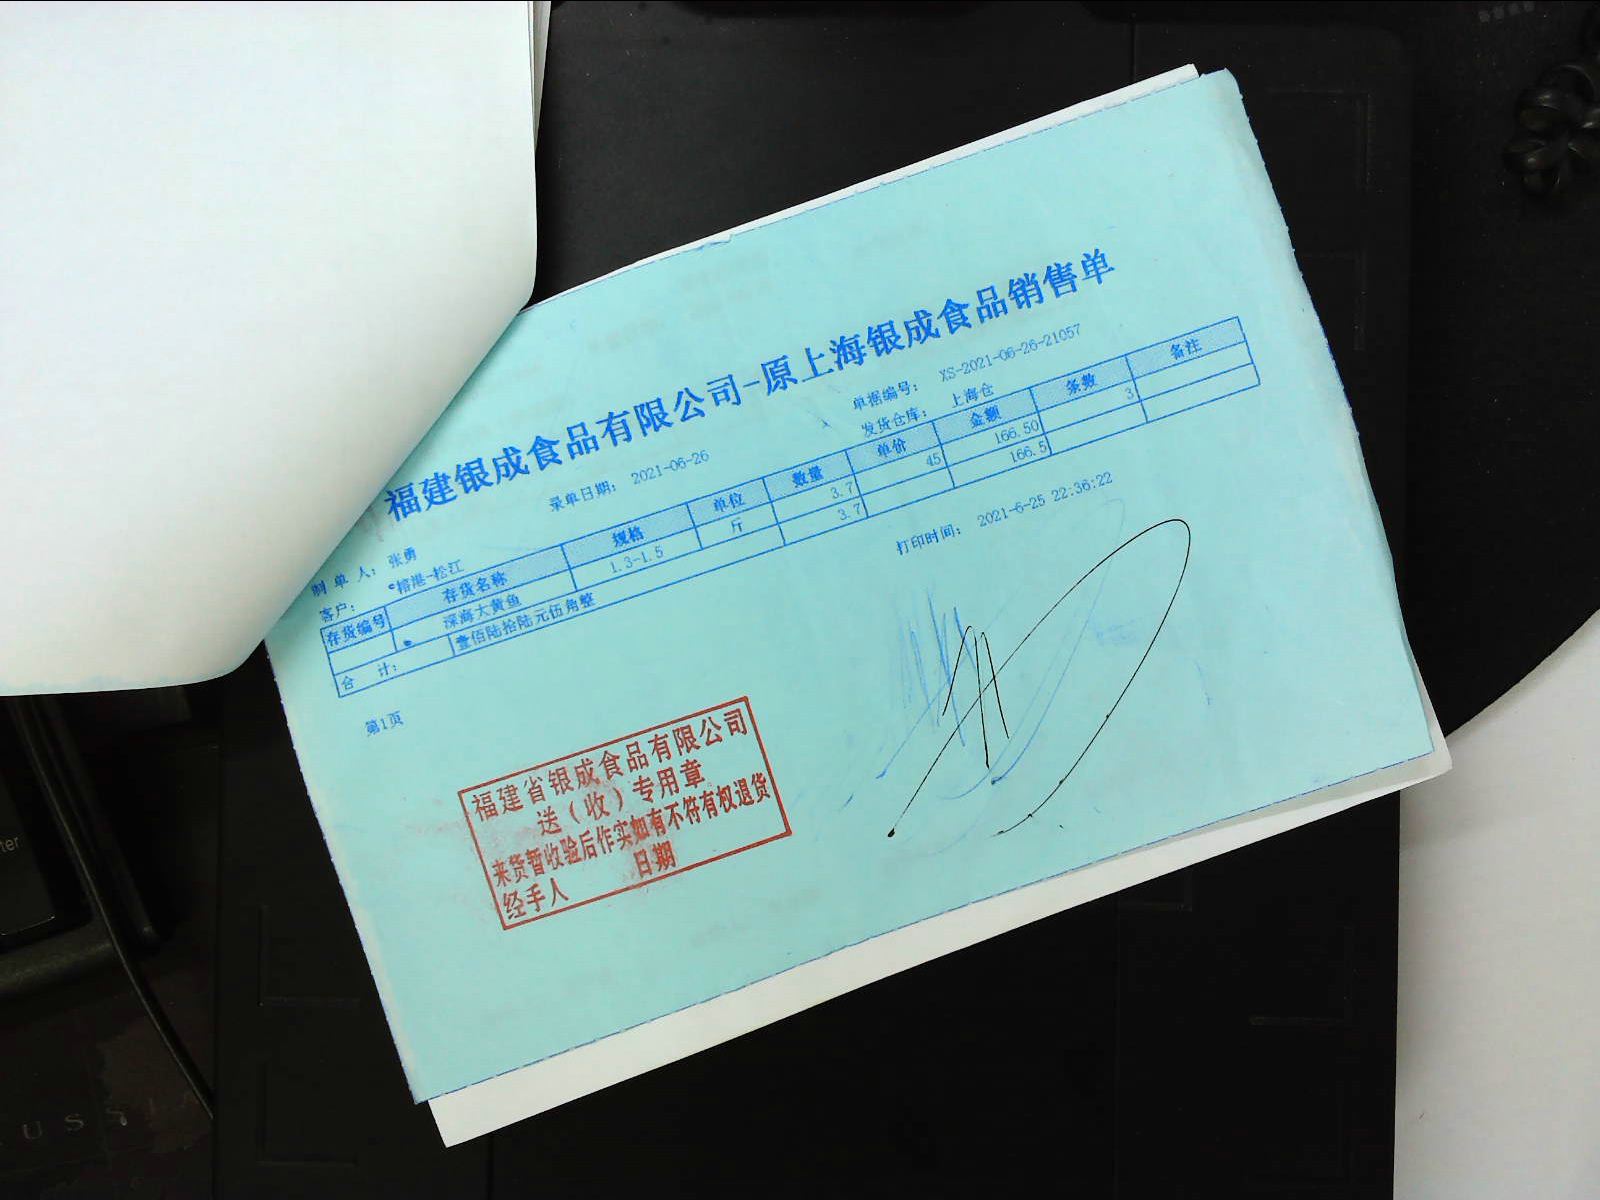 福建银成食品有限公司-原上海银成食品销售单
录单日期: 2021-06-26
单据编号: XS-2021-06-26-21057
制 单 人: 张勇
发货仓库: 上海仓
客户: 榕港-松江
存货编号 存货名称 规格 单位 数量 单价 金额 条数 备注
深海大黄鱼 1.3-1.5 斤 3.7 45 166.50 3
合 计: 壹佰陆拾陆元伍角整 3.7 166.5
第1页
打印时间: 2021-6-25 22:36:22
福建省银成食品有限公司
送(收)专用章
来货暂收验后作实如有不符有权退货
经手人 日期